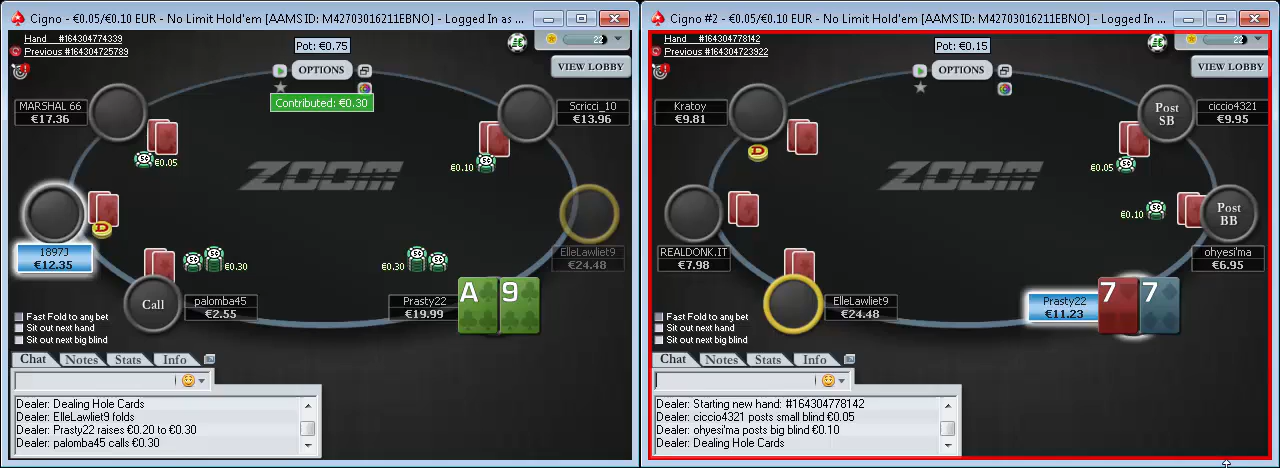 Cigno - €0.05/€0.10 EUR - No Limit Hold'em [AAMS ID: M42703016211EBNO] - Logged In as ...
Hand #164304774339
Previous #164304725789
Pot: €0.75
22
OPTIONS
VIEW LOBBY
Contributed: €0.30
MARSHAL 66
€17.36
Scricci_10
€13.96
€0.05
€0.10
ZOOM
D
1897J
€12.35
ElleLawliet9
€24.48
€0.30
€0.30
Call
palomba45
€2.55
Prasty22
€19.99
A 9
Fast Fold to any bet
Sit out next hand
Sit out next big blind
Chat Notes Stats Info
Dealer: Dealing Hole Cards
Dealer: ElleLawliet9 folds
Dealer: Prasty22 raises €0.20 to €0.30
Dealer: palomba45 calls €0.30
Cigno #2 - €0.05/€0.10 EUR - No Limit Hold'em [AAMS ID: M42703016211EBNO] - Logged In ...
Hand #164304778142
Previous #164304723922
Pot: €0.15
22
OPTIONS
VIEW LOBBY
Kratoy
€9.81
Post SB
ciccio4321
€9.95
D
€0.05
ZOOM
€0.10
Post BB
REALDONK.IT
€7.98
ohyesi'ma
€6.95
ElleLawliet9
€24.48
Prasty22
€11.23
7 7
Fast Fold to any bet
Sit out next hand
Sit out next big blind
Chat Notes Stats Info
Dealer: Starting new hand: #164304778142
Dealer: ciccio4321 posts small blind €0.05
Dealer: ohyesi'ma posts big blind €0.10
Dealer: Dealing Hole Cards